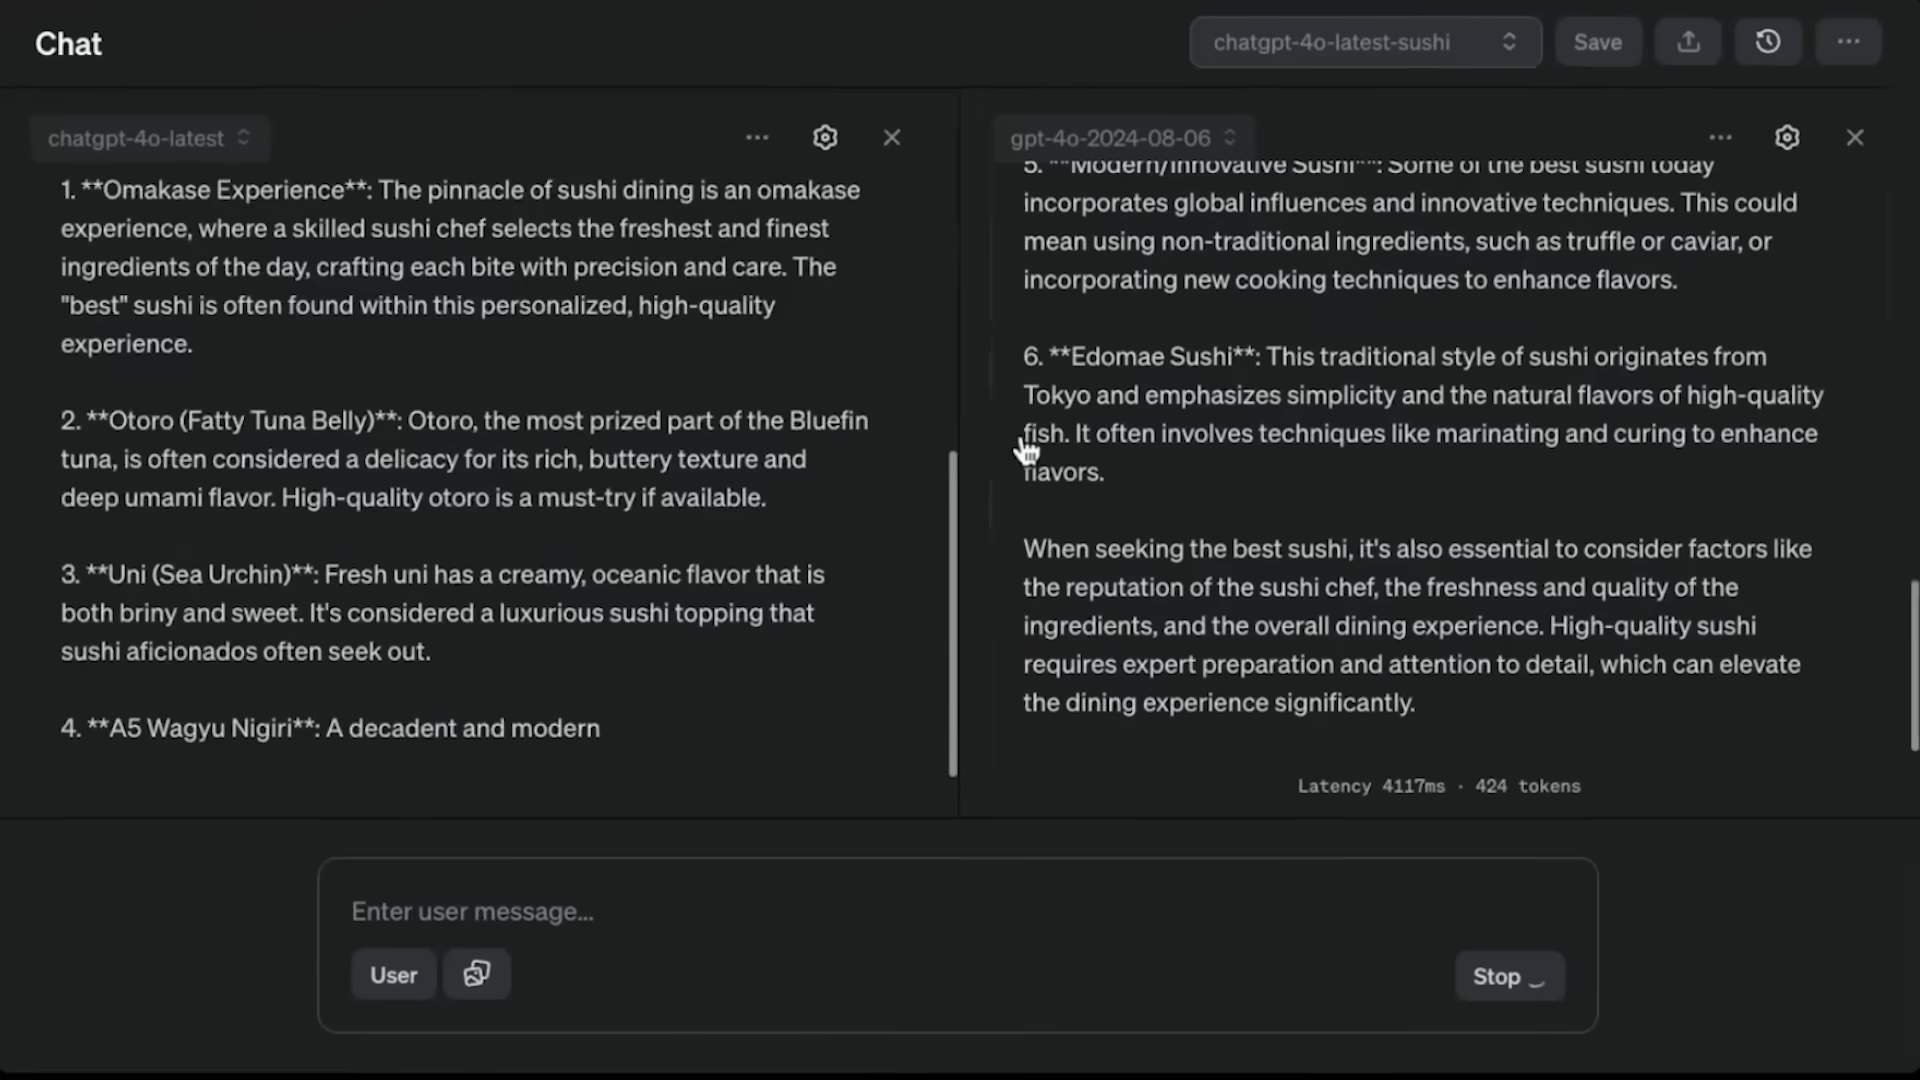 Chat
chatgpt-4o-latest-sushi
Save
chatgpt-4o-latest
1. **Omakase Experience**: The pinnacle of sushi dining is an omakase
experience, where a skilled sushi chef selects the freshest and finest
ingredients of the day, crafting each bite with precision and care. The
"best" sushi is often found within this personalized, high-quality
experience.
2. **Otoro (Fatty Tuna Belly)**: Otoro, the most prized part of the Bluefin
tuna, is often considered a delicacy for its rich, buttery texture and
deep umami flavor. High-quality otoro is a must-try if available.
3. **Uni (Sea Urchin)**: Fresh uni has a creamy, oceanic flavor that is
both briny and sweet. It's considered a luxurious sushi topping that
sushi aficionados often seek out.
4. **A5 Wagyu Nigiri**: A decadent and modern
gpt-4o-2024-08-06
5. **Modern/Innovative Sushi**: Some of the best sushi today
incorporates global influences and innovative techniques. This could
mean using non-traditional ingredients, such as truffle or caviar, or
incorporating new cooking techniques to enhance flavors.
6. **Edomae Sushi**: This traditional style of sushi originates from
Tokyo and emphasizes simplicity and the natural flavors of high-quality
fish. It often involves techniques like marinating and curing to enhance
flavors.
When seeking the best sushi, it's also essential to consider factors like
the reputation of the sushi chef, the freshness and quality of the
ingredients, and the overall dining experience. High-quality sushi
requires expert preparation and attention to detail, which can elevate
the dining experience significantly.
Latency 4117ms · 424 tokens
Enter user message...
User
Stop